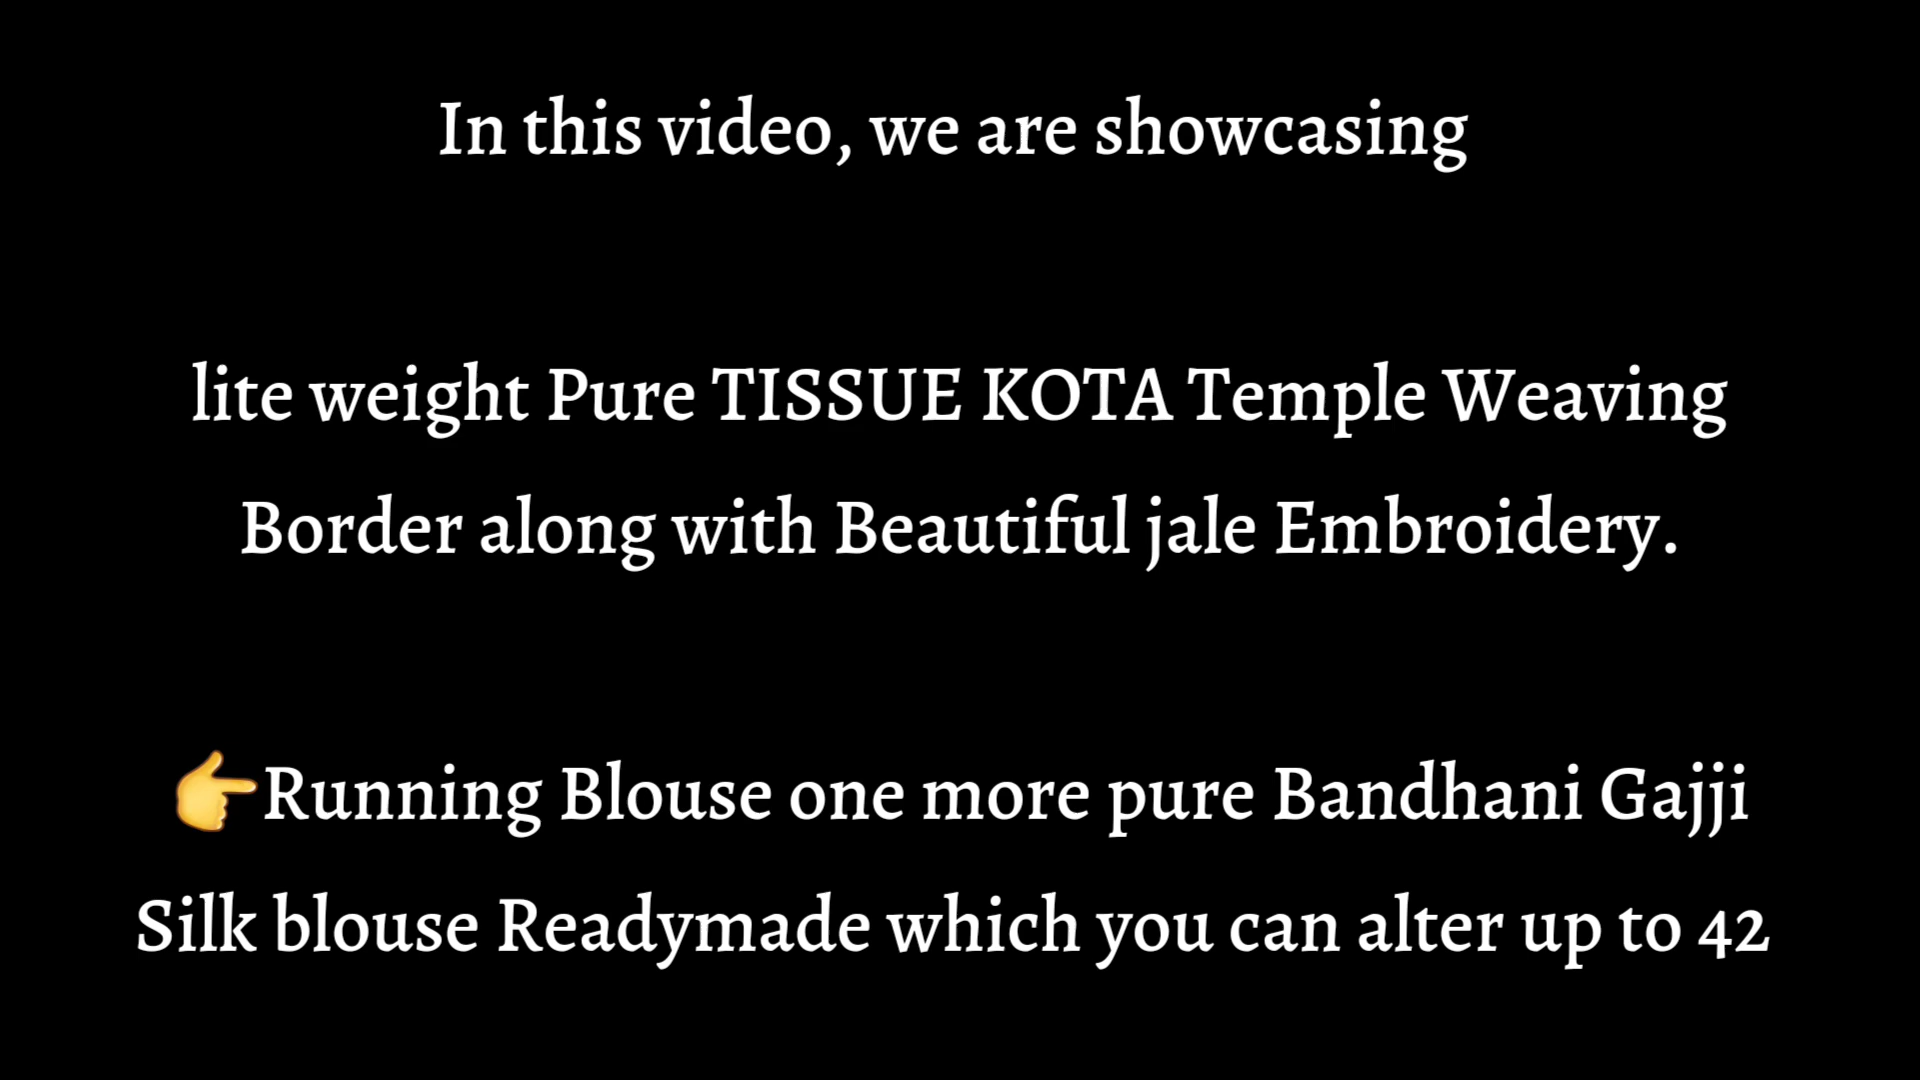 In this video, we are showcasing
lite weight Pure TISSUE KOTA Temple Weaving
Border along with Beautiful jale Embroidery.
👉Running Blouse one more pure Bandhani Gajji
Silk blouse Readymade which you can alter up to 42